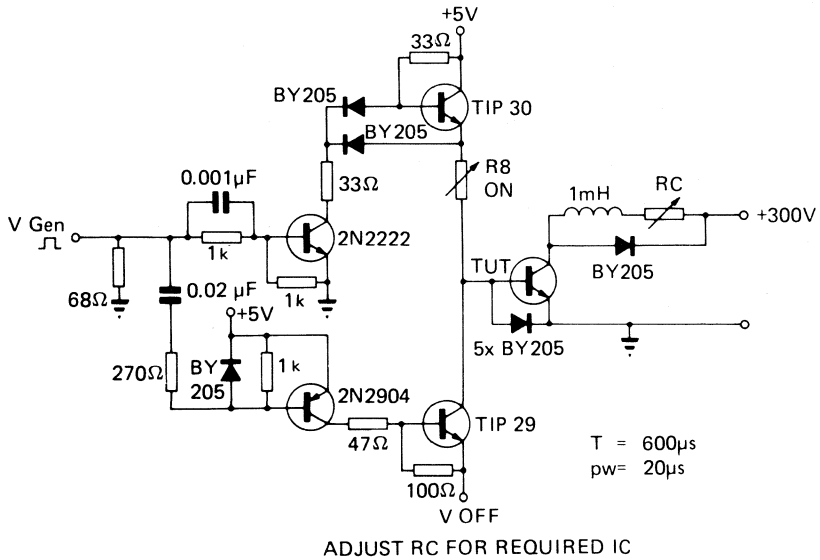 +5V
33Ω
BY205
TIP 30
BY205
R8
ON
0.001μF
33Ω
1mH
RC
V Gen
+300V
2N2222
1k
BY205
TUT
68Ω
0.02 μF
1k
+5V
5x BY205
270Ω
BY
205
1k
2N2904
TIP 29
47Ω
T = 600μs
pw= 20μs
100Ω
V OFF
ADJUST RC FOR REQUIRED IC